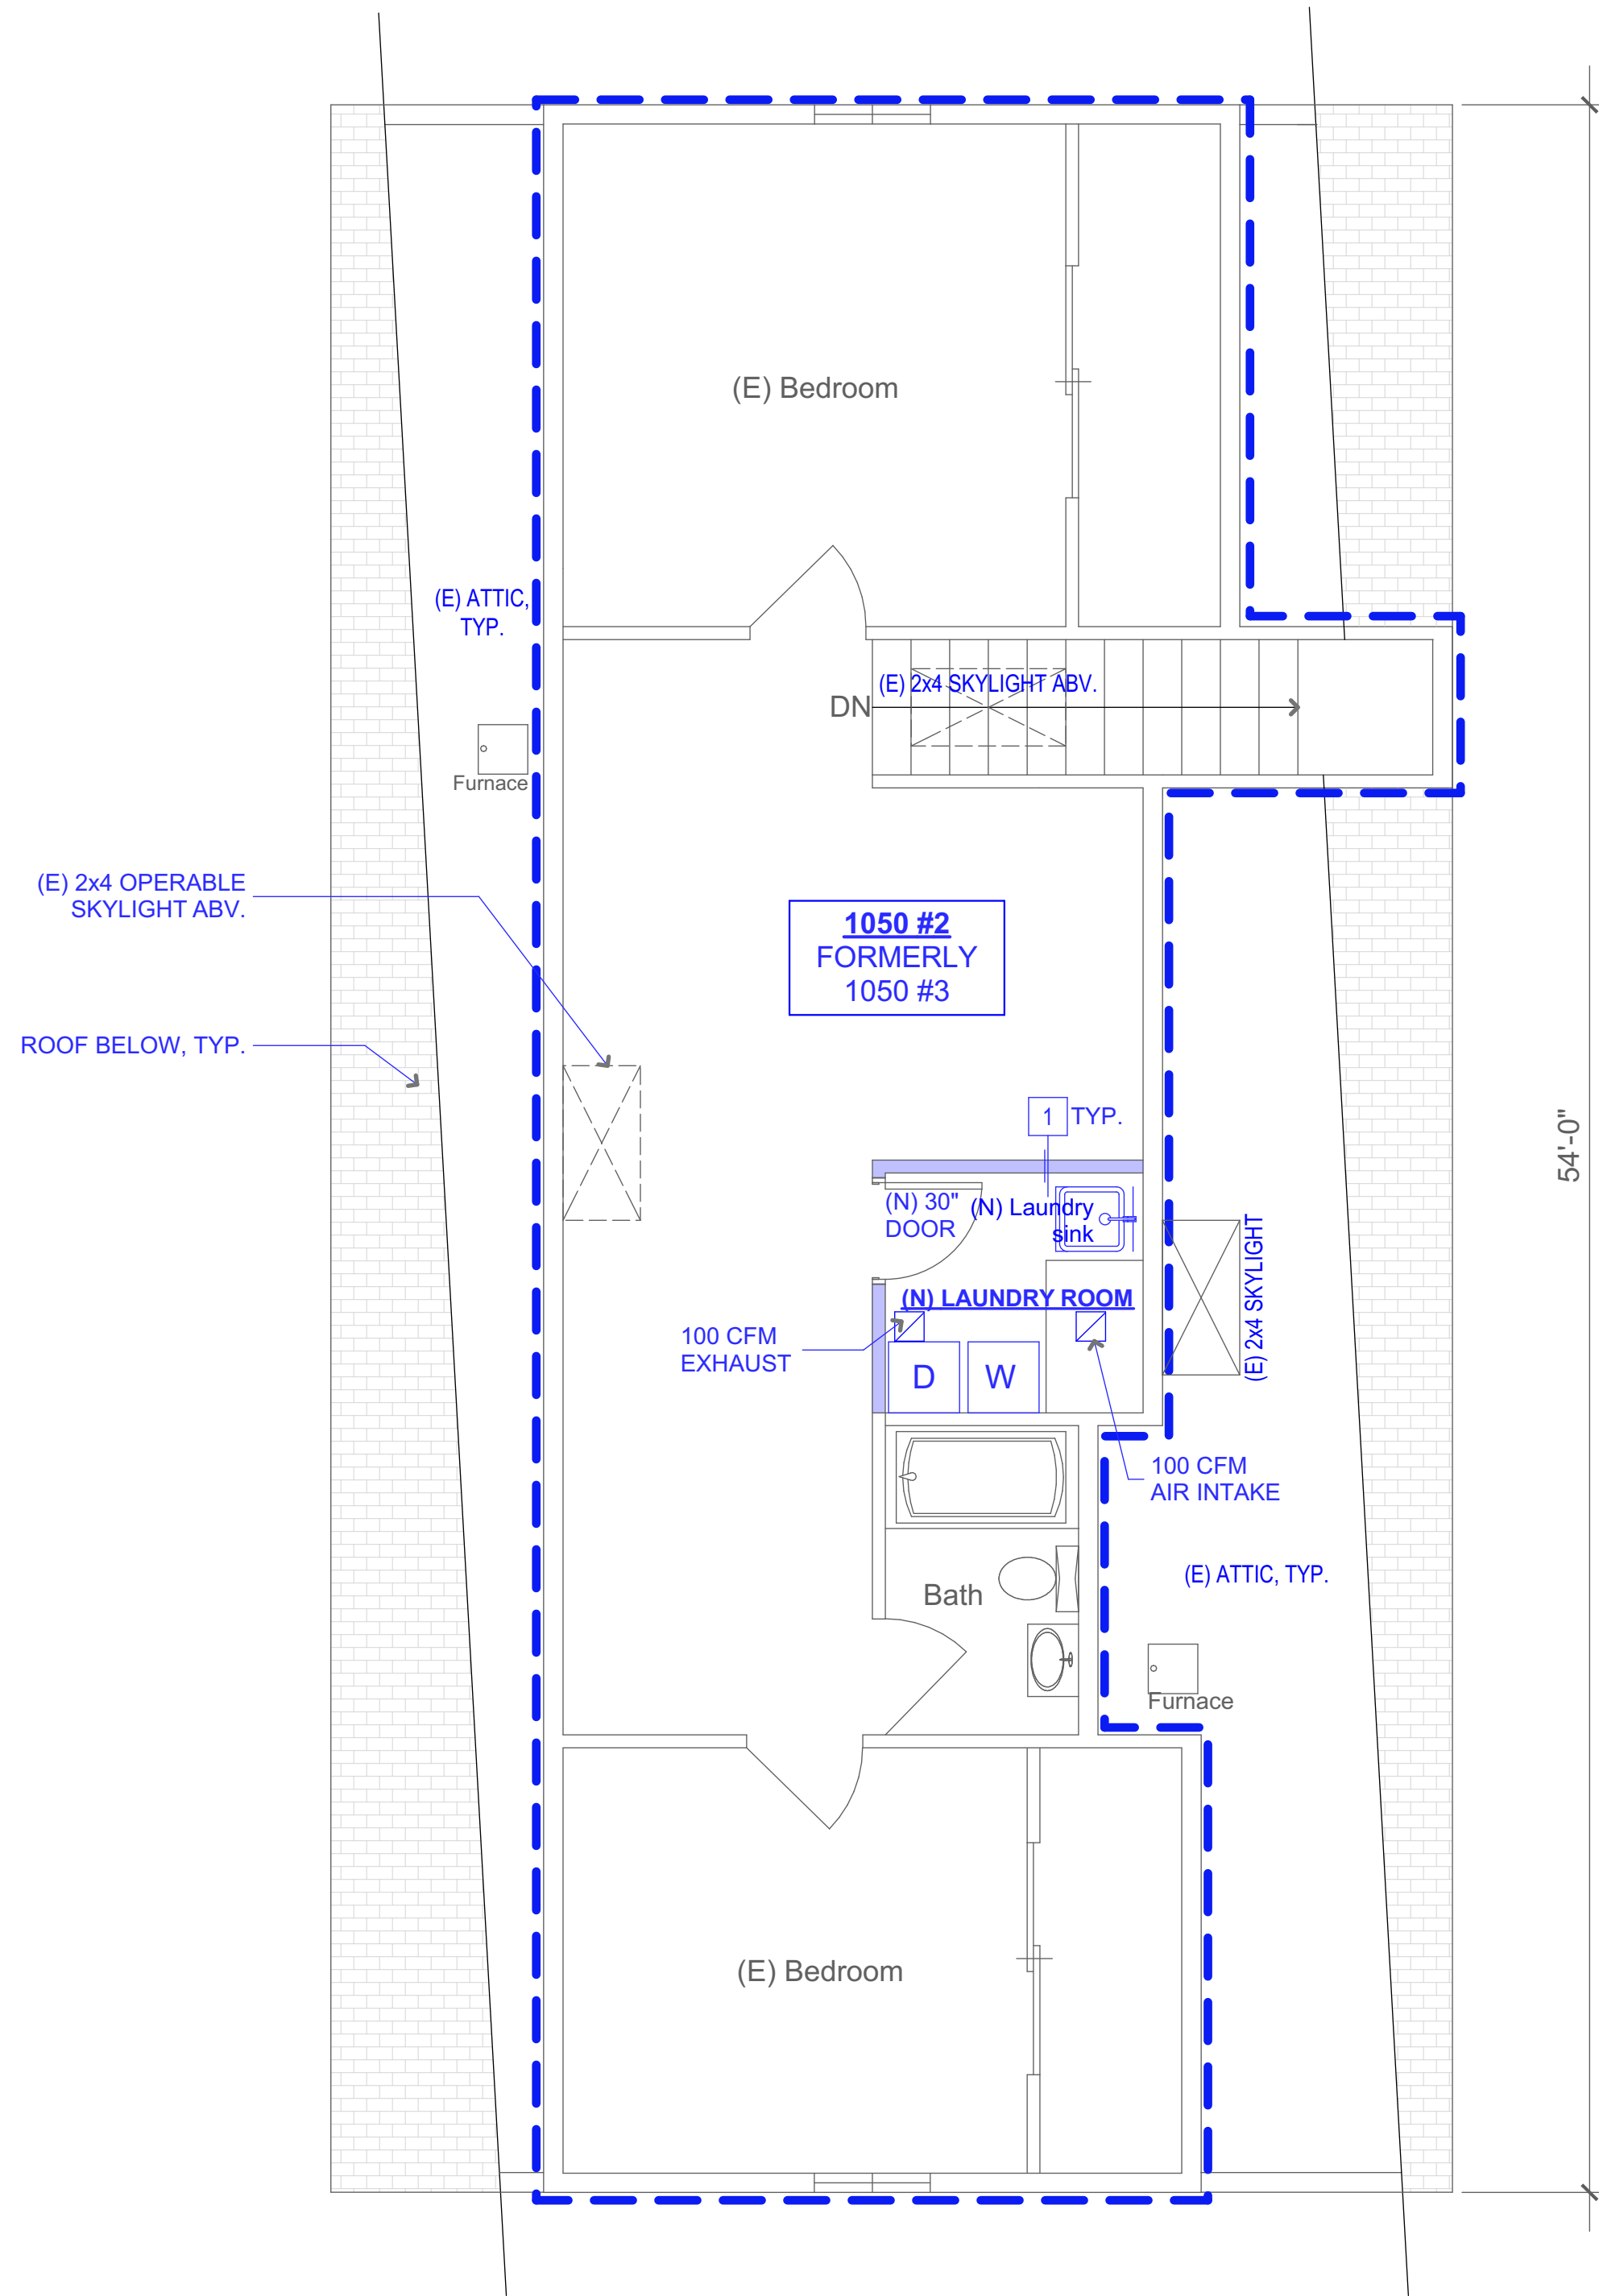 (E) Bedroom
(E) ATTIC,
TYP.
(E) 2x4 SKYLIGHT ABV.
DN
Furnace
(E) 2x4 OPERABLE
SKYLIGHT ABV.
1050 #2
FORMERLY
1050 #3
ROOF BELOW, TYP.
1 TYP.
54'-0"
(N) 30"
DOOR
(N) Laundry
sink
(E) 2x4 SKYLIGHT
(N) LAUNDRY ROOM
100 CFM
EXHAUST
D
W
100 CFM
AIR INTAKE
(E) ATTIC, TYP.
Bath
Furnace
(E) Bedroom